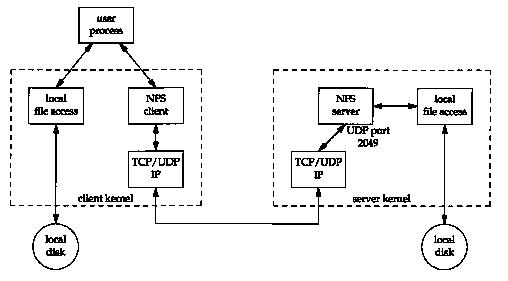 user
process
local
file access
NFS
client
NFS
server
local
file access
UDP port
2049
TCP/UDP
IP
TCP/UDP
IP
client kernel
server kernel
local
disk
local
disk